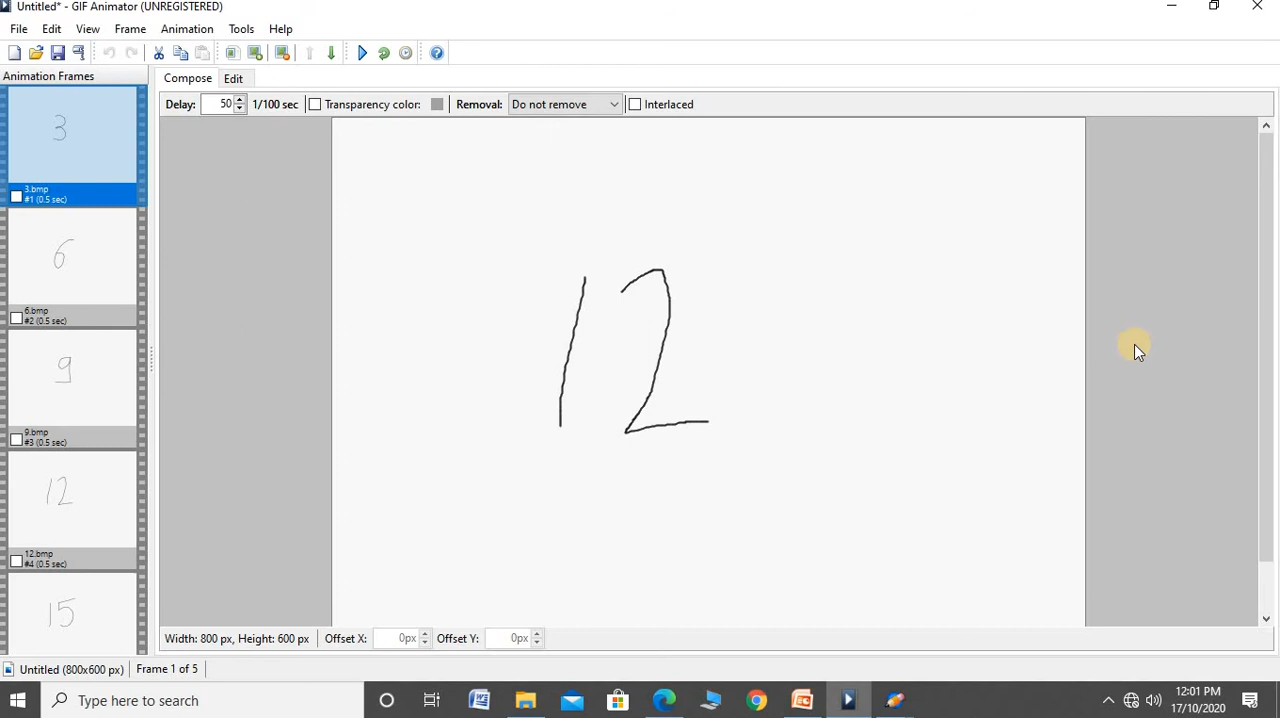 Untitled* - GIF Animator (UNREGISTERED)
File Edit View Frame Animation Tools Help
Animation Frames
Compose Edit
Delay: 50 1/100 sec Transparency color: Removal: Do not remove Interlaced
3
3.bmp
#1 (0.5 sec)
6
6.bmp
#2 (0.5 sec)
9
9.bmp
#3 (0.5 sec)
12
12.bmp
#4 (0.5 sec)
15
12
Width: 800 px, Height: 600 px Offset X: 0px Offset Y: 0px
Untitled (800x600 px) Frame 1 of 5
Type here to search
12:01 PM
17/10/2020